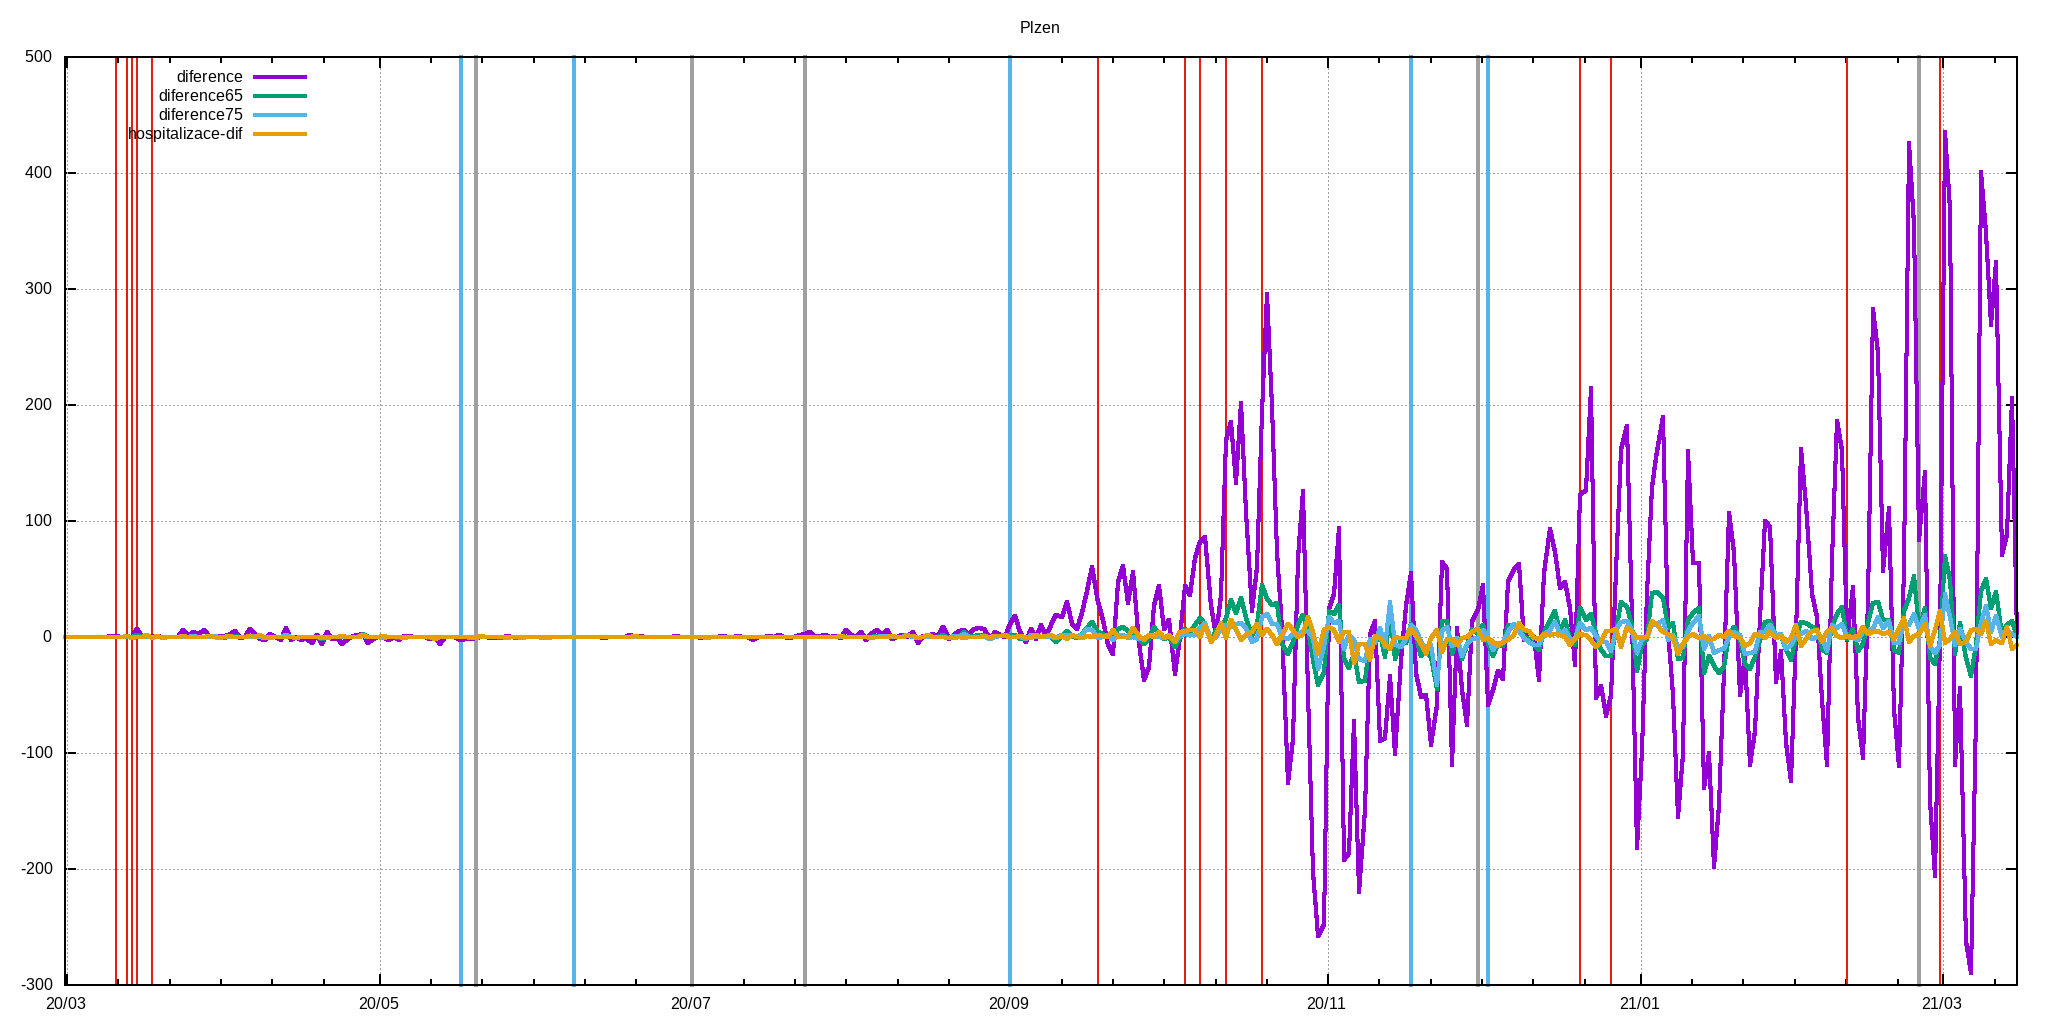 Plzen
500
400
300
200
100
0
-100
-200
-300
diference
diference65
diference75
hospitalizace-dif
20/03 20/05 20/07 20/09 20/11 21/01 21/03